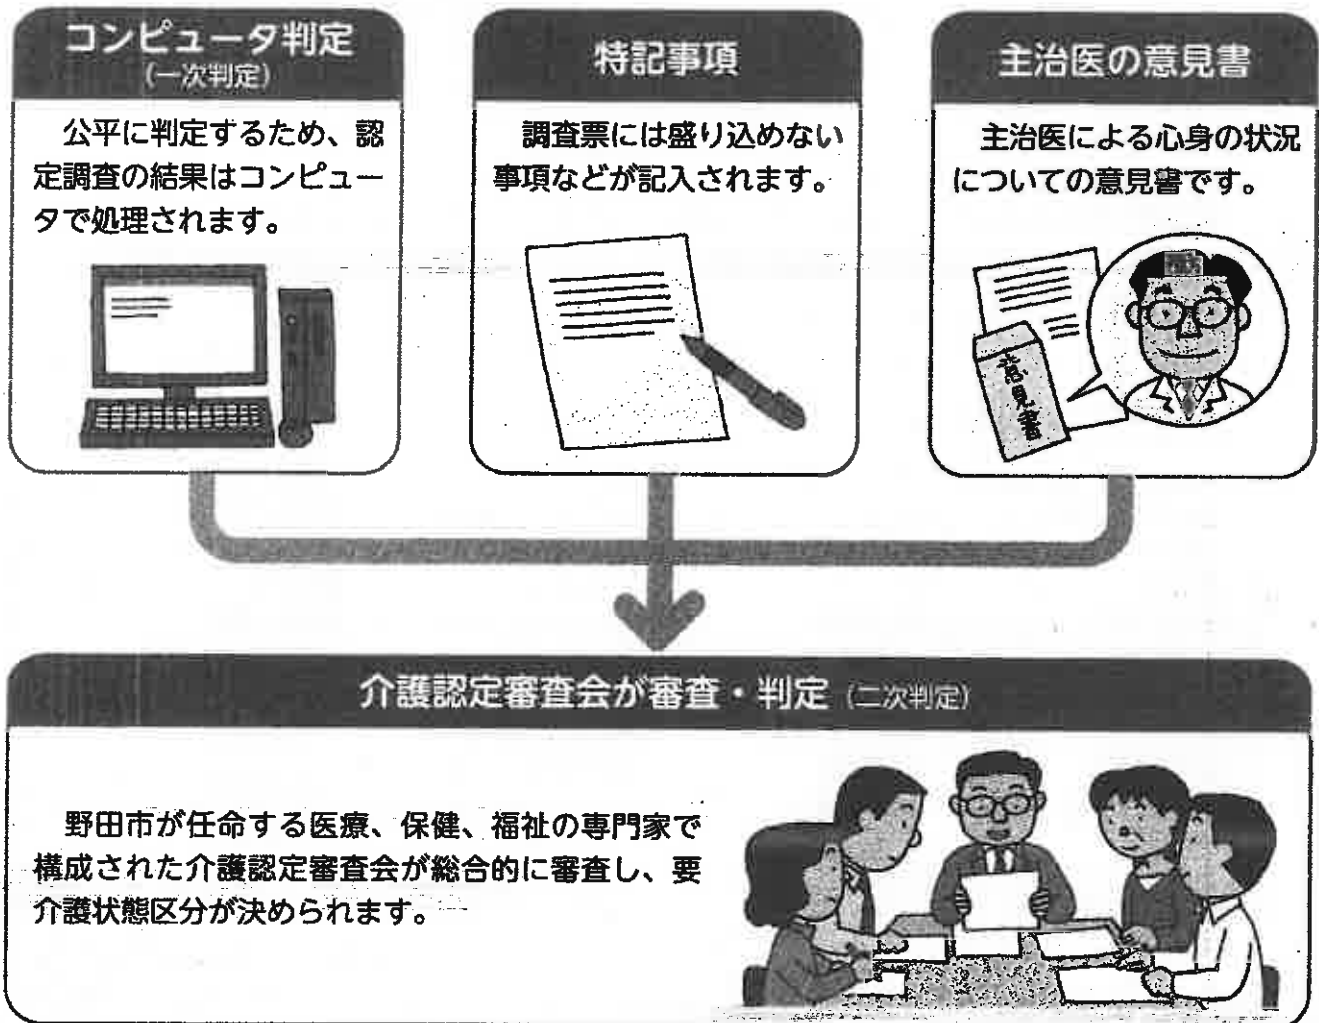 コンピュータ判定
(一次判定)
公平に判定するため、認
定調査の結果はコンピュー
タで処理されます。
特記事項
調査票には盛り込めない
事項などが記入されます。
主治医の意見書
主治医による心身の状況
についての意見書です。
意見書
介護認定審査会が審査・判定 (二次判定)
野田市が任命する医療、保健、福祉の専門家で
構成された介護認定審査会が総合的に審査し、要
介護状態区分が決められます。